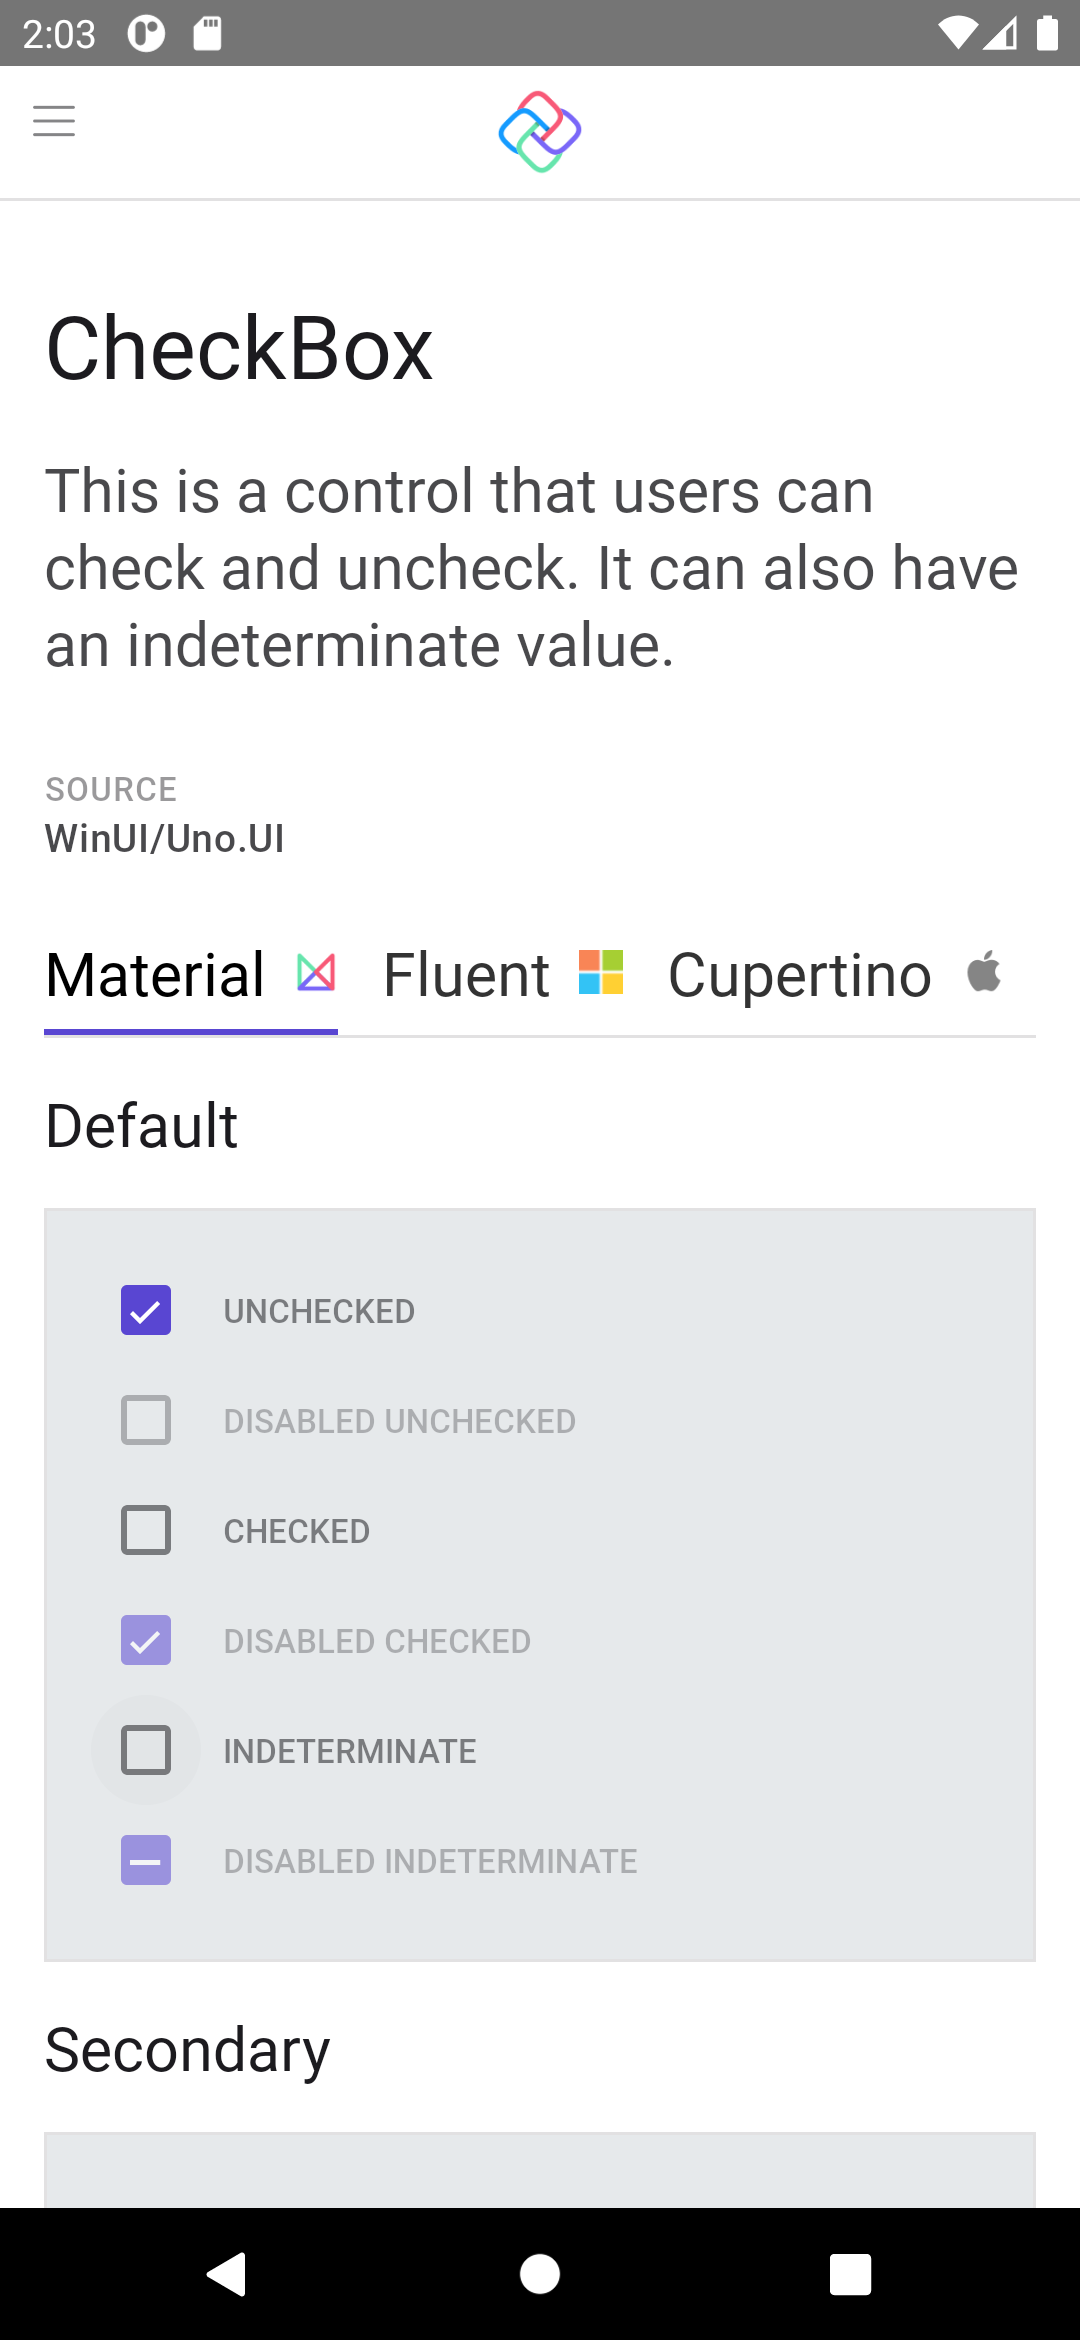 2:03
CheckBox
This is a control that users can
check and uncheck. It can also have
an indeterminate value.
SOURCE
WinUI/Uno.UI
Material Fluent Cupertino
Default
UNCHECKED
DISABLED UNCHECKED
CHECKED
DISABLED CHECKED
INDETERMINATE
DISABLED INDETERMINATE
Secondary